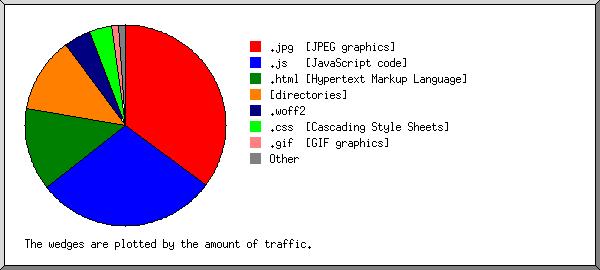 .jpg [JPEG graphics]
.js [JavaScript code]
.html [Hypertext Markup Language]
[directories]
.woff2
.css [Cascading Style Sheets]
.gif [GIF graphics]
Other
The wedges are plotted by the amount of traffic.